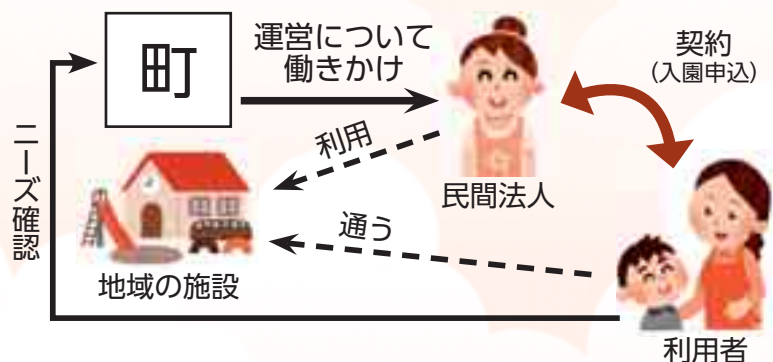 町
運営について
働きかけ
契約
(入園申込)
利用
民間法人
ニーズ確認
通う
地域の施設
利用者